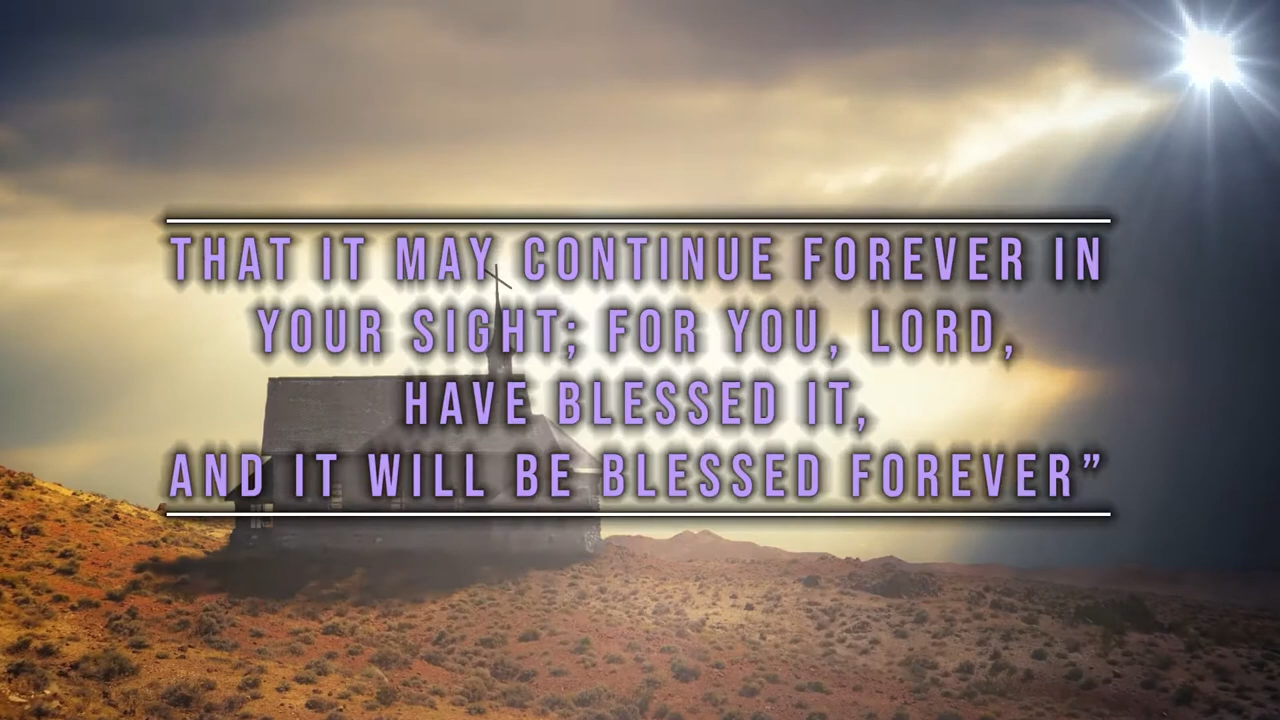 THAT IT MAY CONTINUE FOREVER IN
YOUR SIGHT; FOR YOU, LORD,
HAVE BLESSED IT,
AND IT WILL BE BLESSED FOREVER”